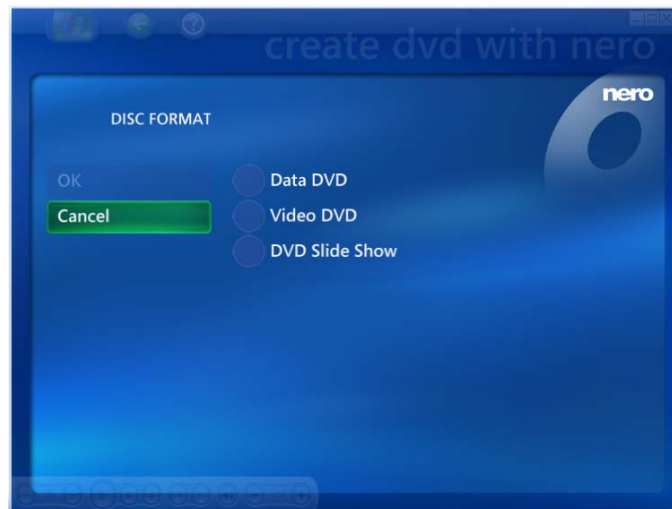 create dvd with nero
nero
DISC FORMAT
OK
Cancel
Data DVD
Video DVD
DVD Slide Show